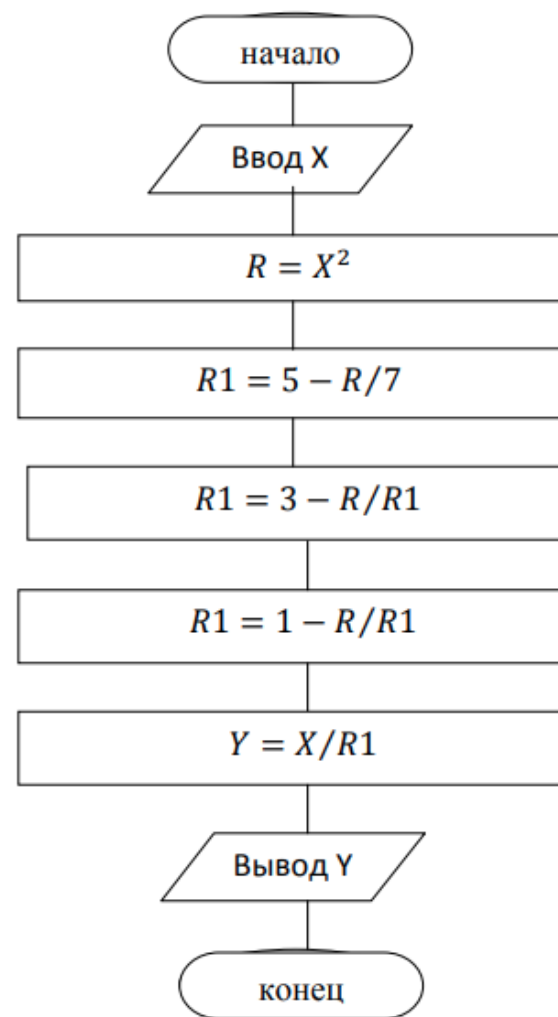 начало
Ввод X
R = X²
R1 = 5 − R/7
R1 = 3 − R/R1
R1 = 1 − R/R1
Y = X/R1
Вывод Y
конец